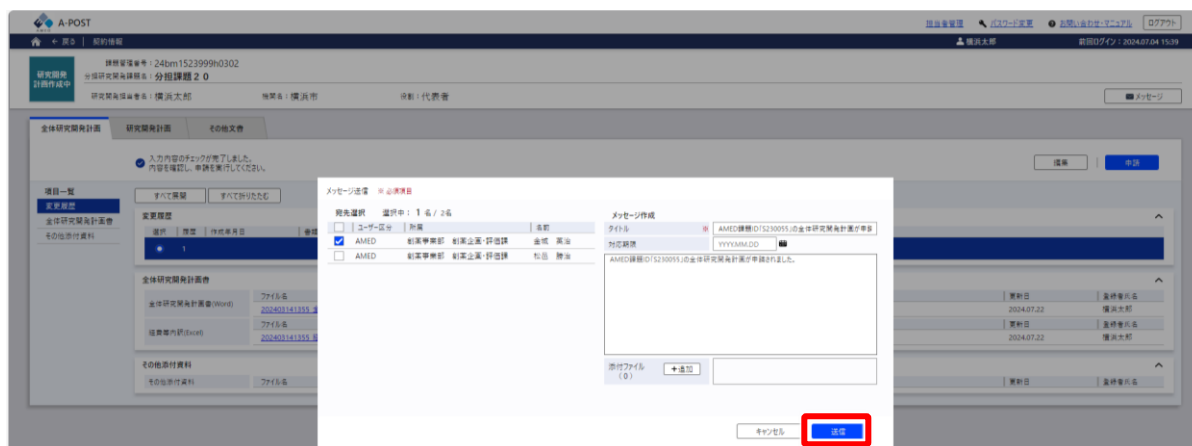 A-POST
担当者管理 パスワード変更 お問い合わせ・マニュアル ログアウト
← 戻る | 契約情報
横浜太郎 前回ログイン：2024.07.04 15:39
研究開発
計画作成中
課題管理番号：24bm1523999h0302
分担研究開発課題名：分担課題２０
研究開発担当者名：横浜太郎 機関名：横浜市 役割：代表者
メッセージ
全体研究開発計画 研究開発計画 その他文書
入力内容のチェックが完了しました。
内容を確認し、申請を実行してください。
編集 申請
項目一覧
変更履歴
全体研究開発計画書
その他添付資料
すべて展開 すべて折りたたむ
変更履歴
選択 履歴 作成年月日
1
全体研究開発計画書
全体研究開発計画書(Word)
ファイル名
202403141355
更新日 登録者氏名
2024.07.22 横浜太郎
経費等内訳(Excel)
ファイル名
202403141355
更新日 登録者氏名
2024.07.22 横浜太郎
その他添付資料
その他添付資料 ファイル名 更新日 登録者氏名
メッセージ送信 ※ 必須項目
宛先選択 選択中： 1 名 / 2名
ユーザー区分 所属 名前
AMED 創薬事業部 創薬企画・評価課 金城 英治
AMED 創薬事業部 創薬企画・評価課 松岳 勝治
メッセージ作成
タイトル ※ AMED課題ID「S230055」の全体研究開発計画が申請
対応期限 YYYY.MM.DD
AMED課題ID「S230055」の全体研究開発計画が申請されました。
添付ファイル
（0）
+追加
キャンセル 送信